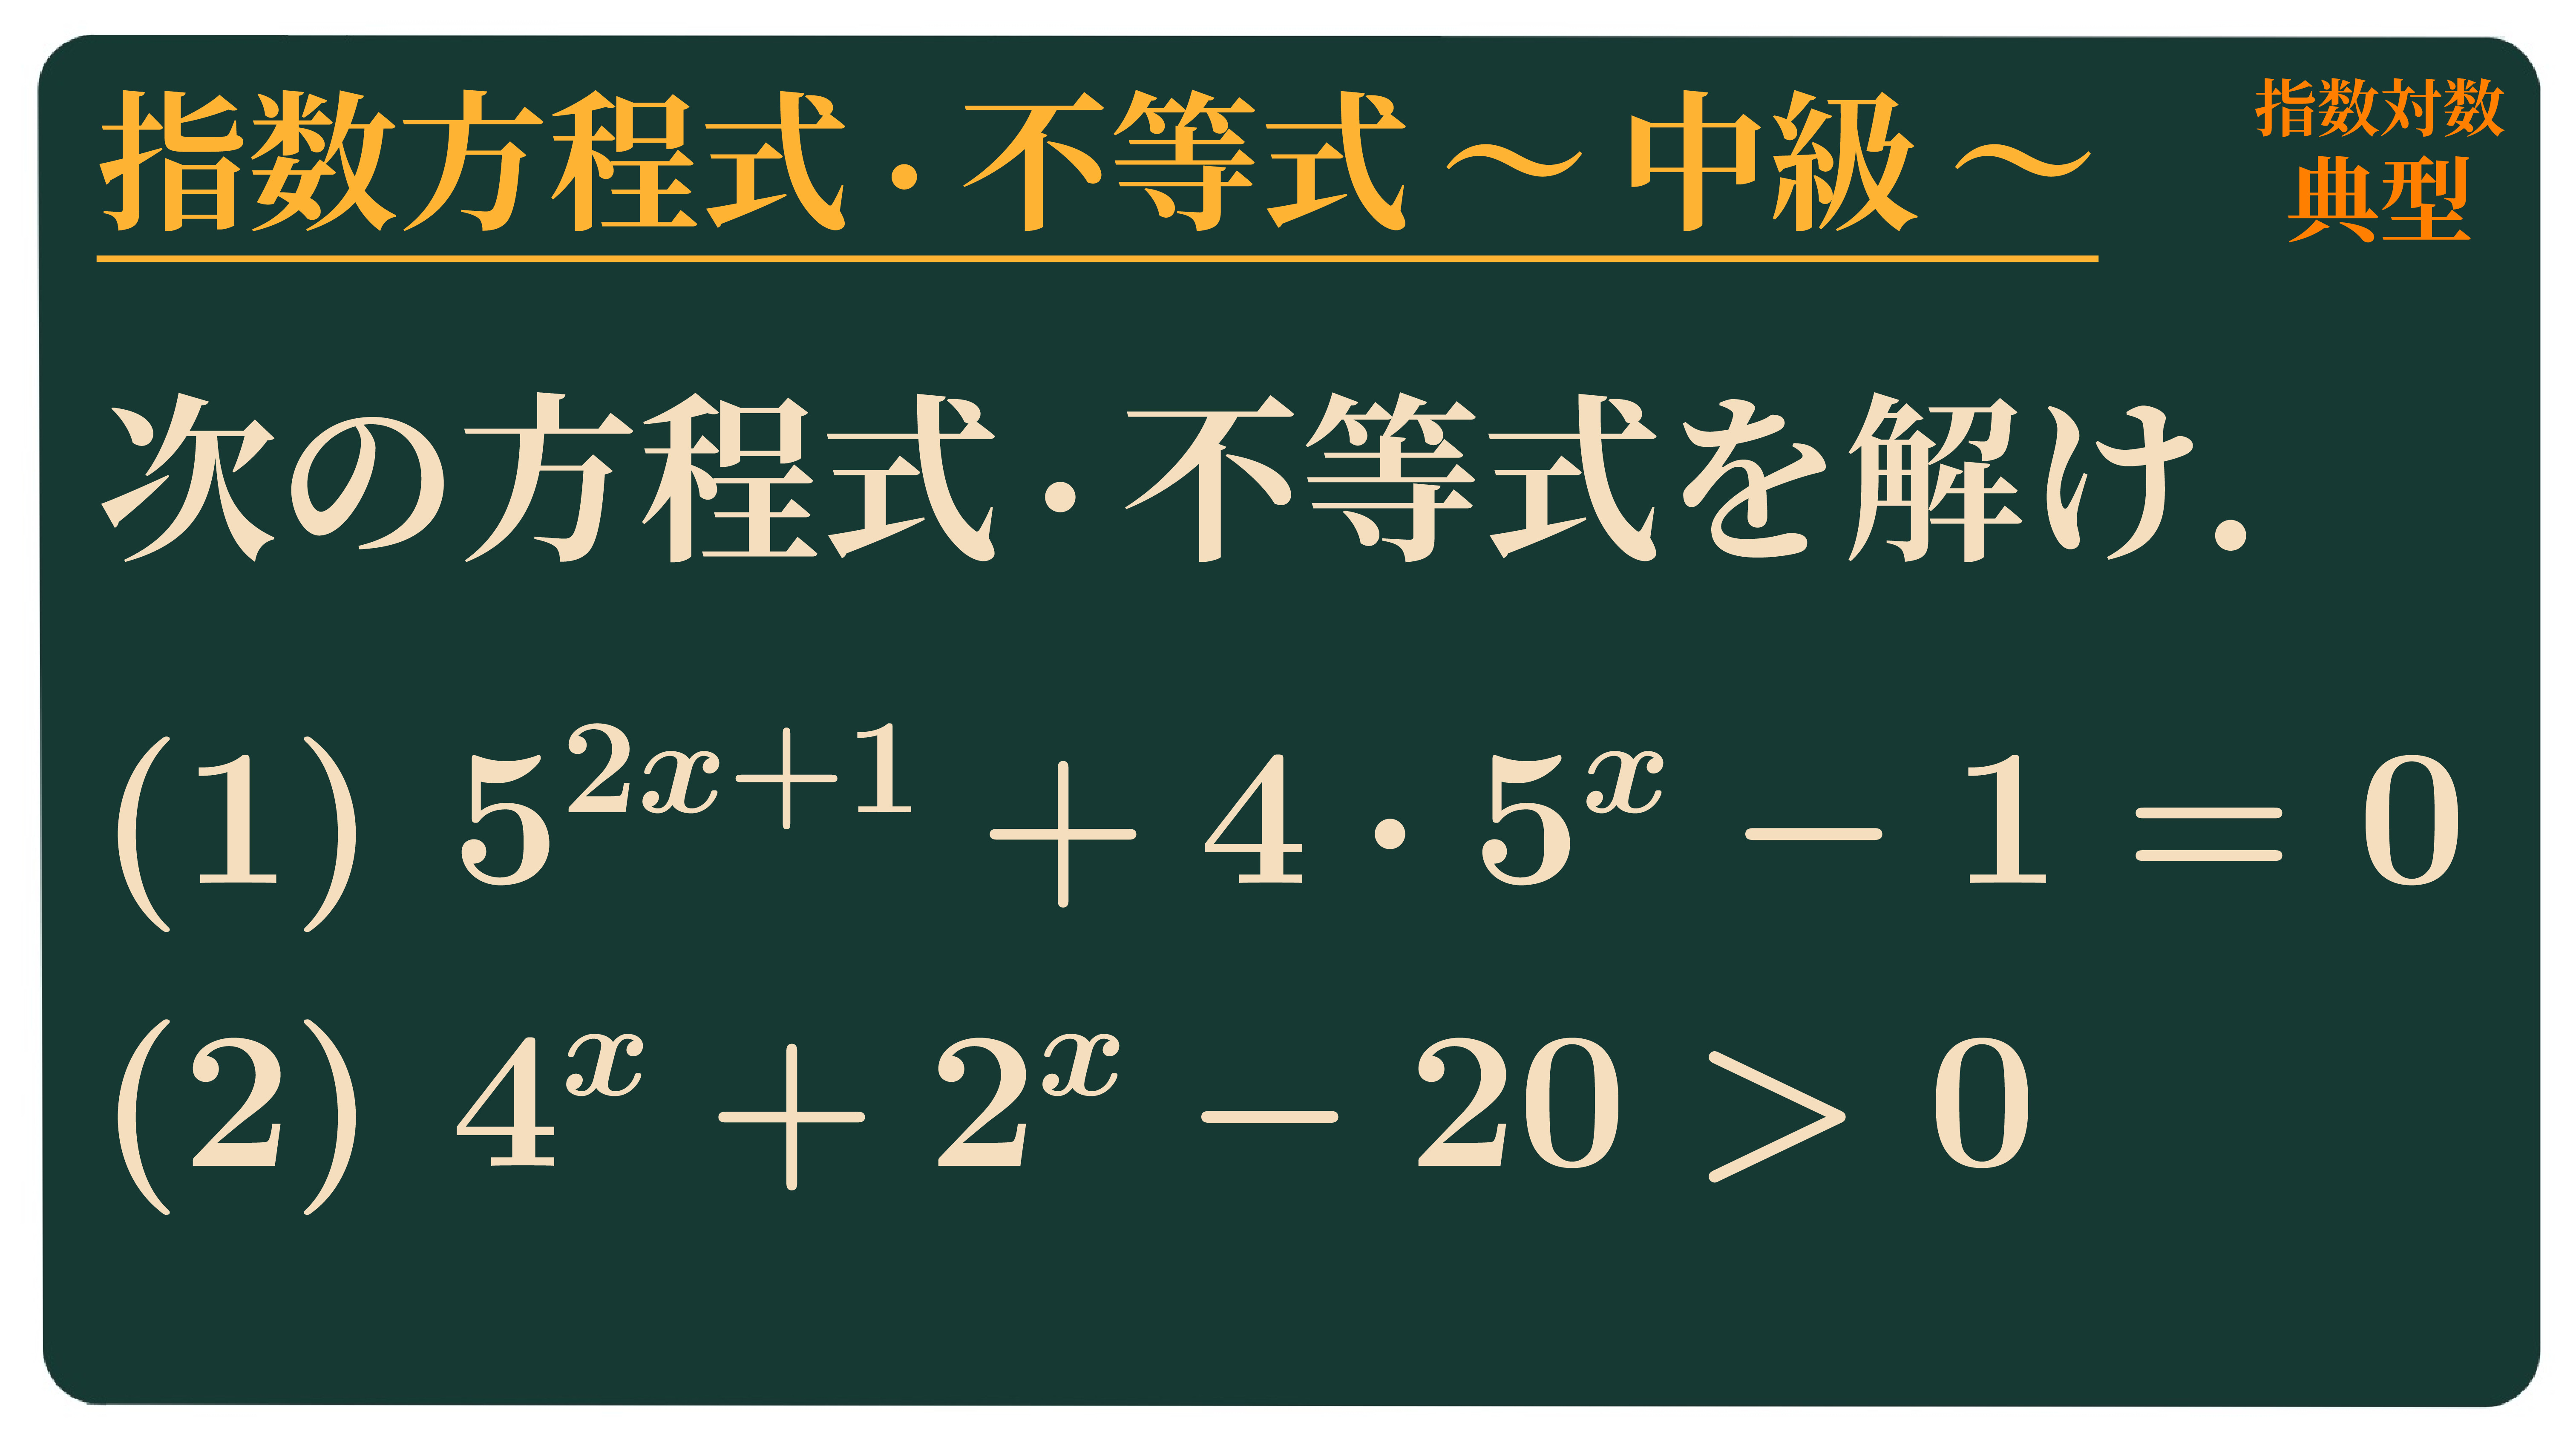 指数方程式・不等式～中級～
指数対数
典型
次の方程式・不等式を解け．
(1) 5^{2x+1} + 4・5^x − 1 = 0
(2) 4^x + 2^x − 20 > 0